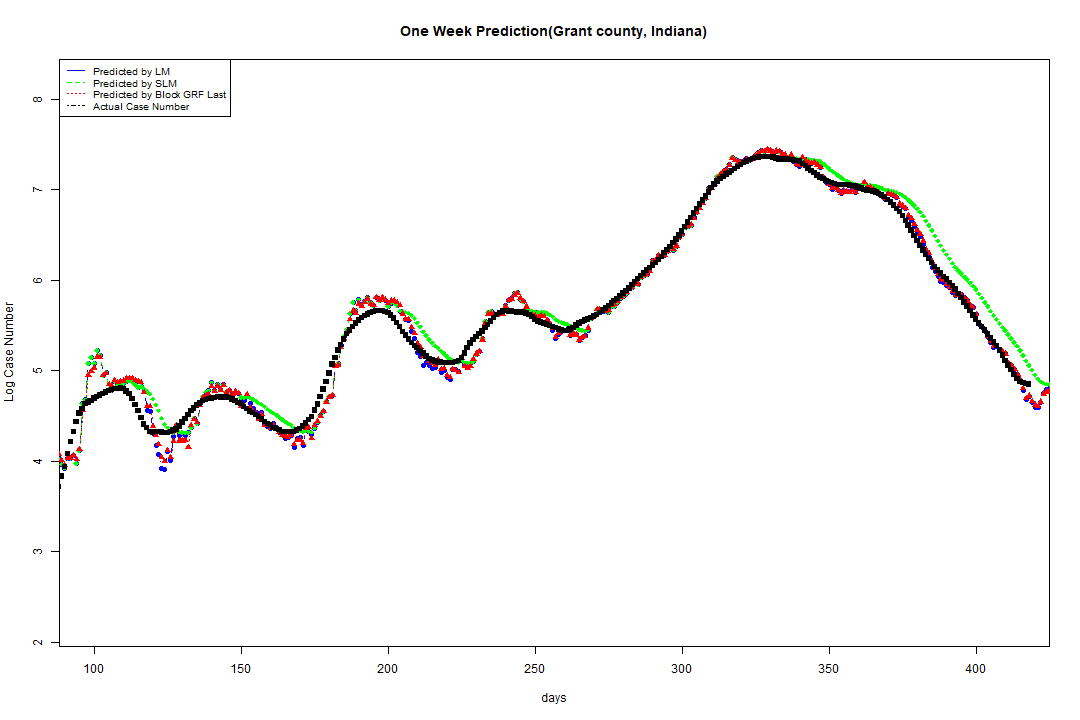 One Week Prediction(Grant county, Indiana)
Predicted by LM
Predicted by SLM
Predicted by Block GRF Last
Actual Case Number
8
7
6
5
4
3
2
Log Case Number
100 150 200 250 300 350 400
days